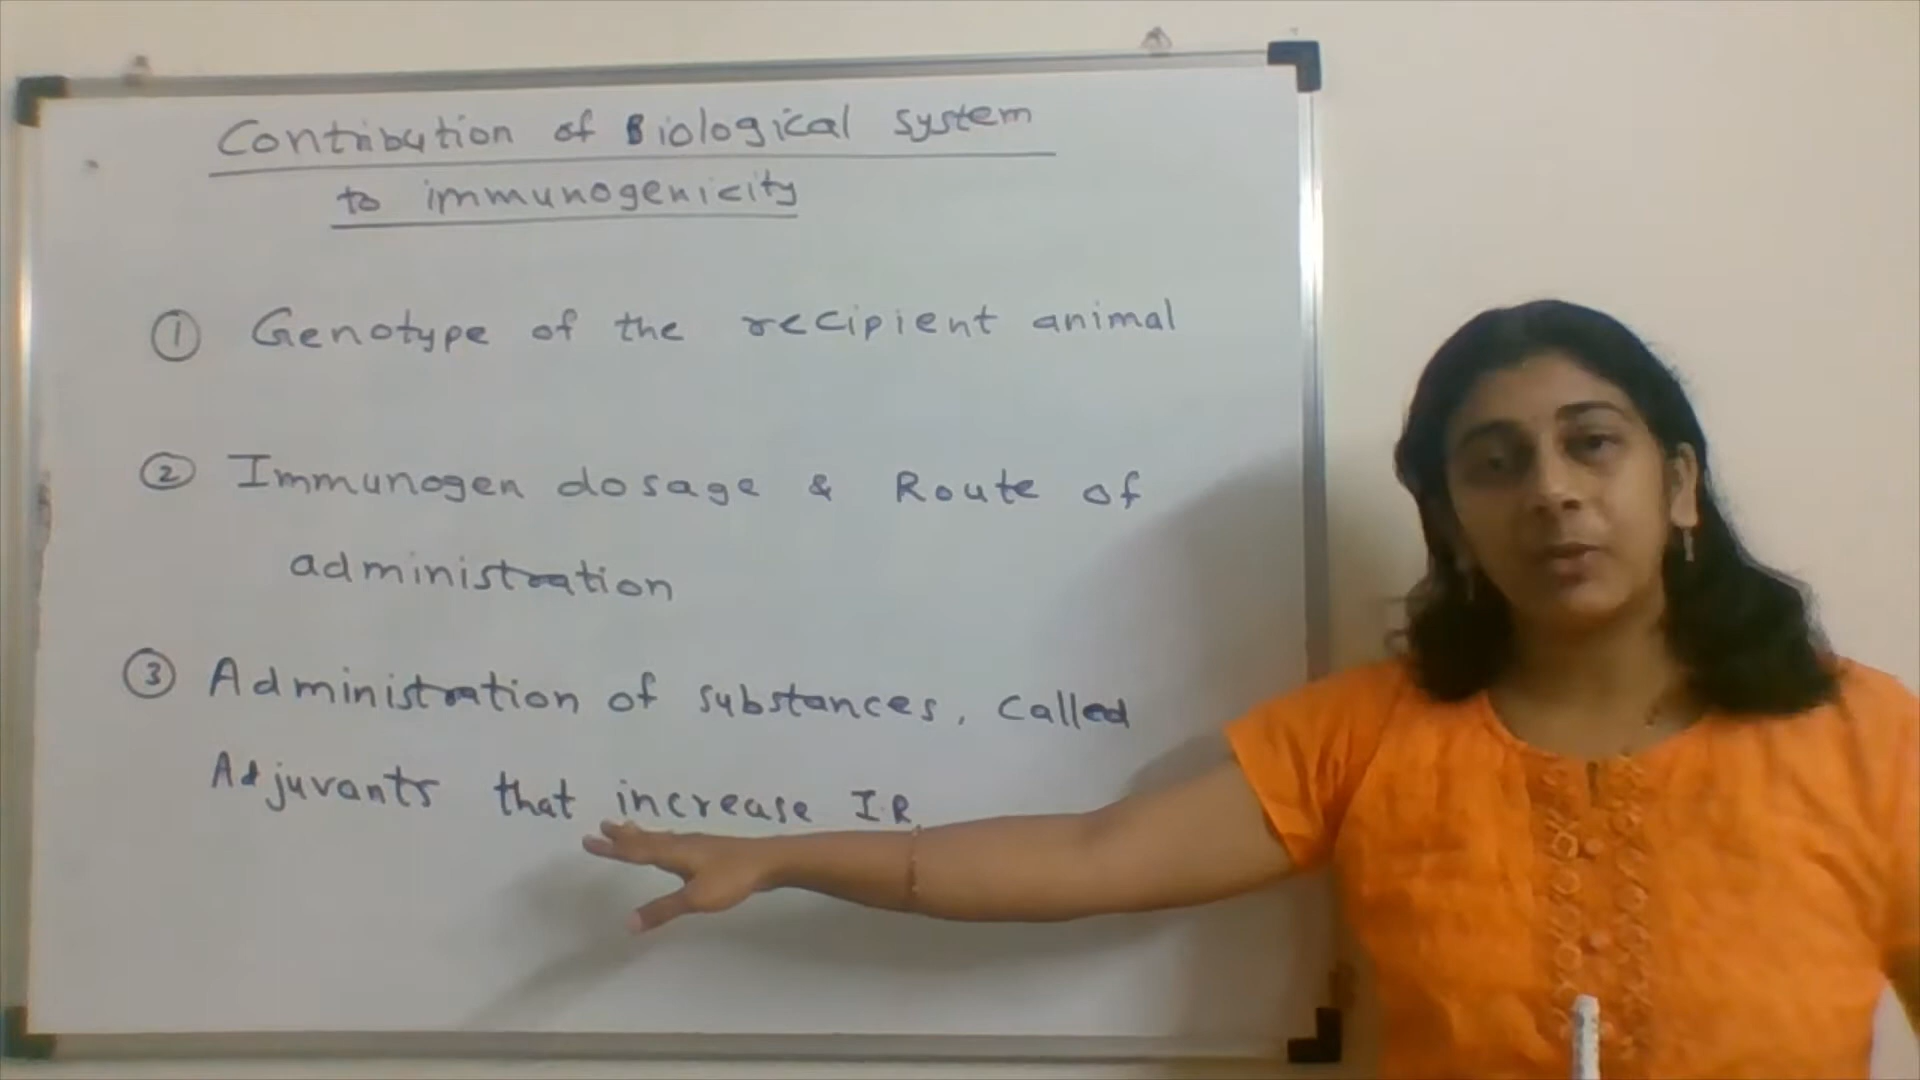 Contribution of Biological system
to immunogenicity
① Genotype of the recipient animal
② Immunogen dosage & Route of
administration
③ Administration of substances, called
Adjuvants that increase I.R